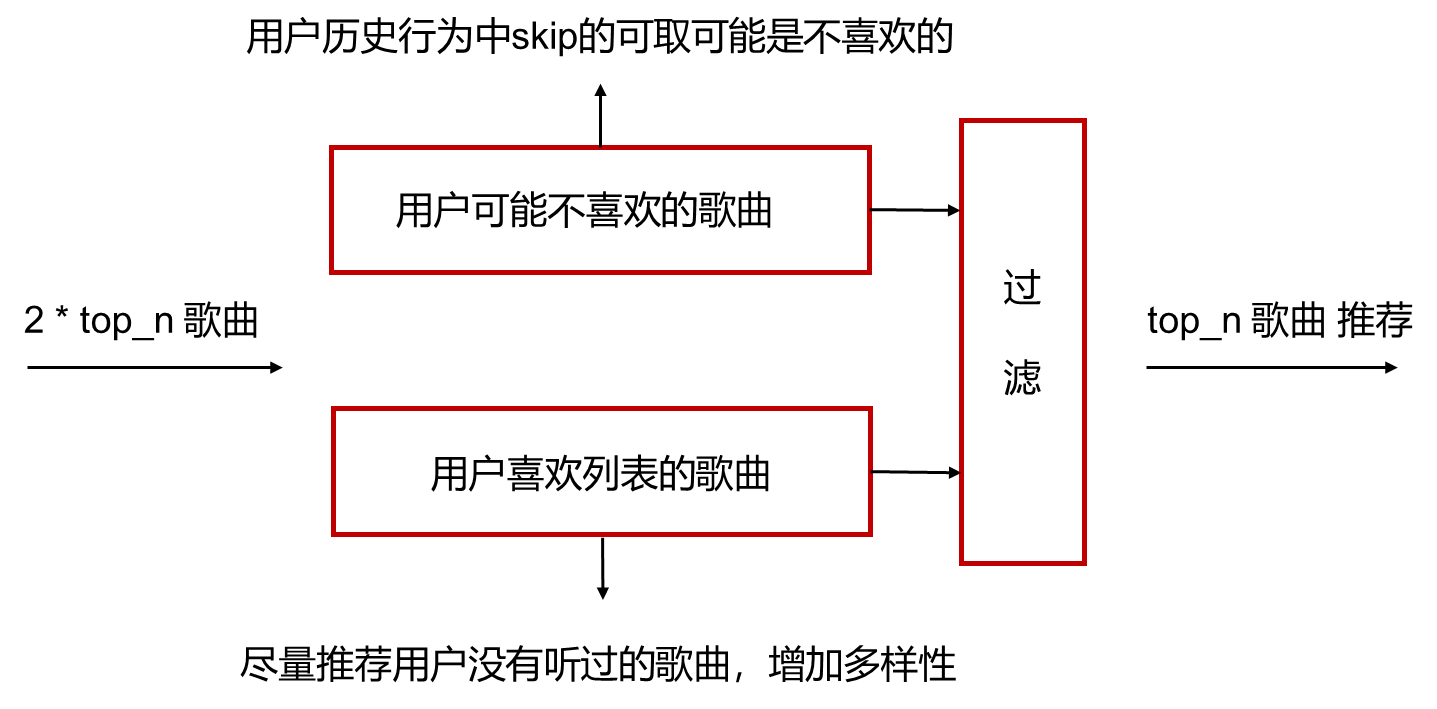 用户历史行为中skip的可取可能是不喜欢的
用户可能不喜欢的歌曲
过
滤
2 * top_n 歌曲
top_n 歌曲 推荐
用户喜欢列表的歌曲
尽量推荐用户没有听过的歌曲，增加多样性